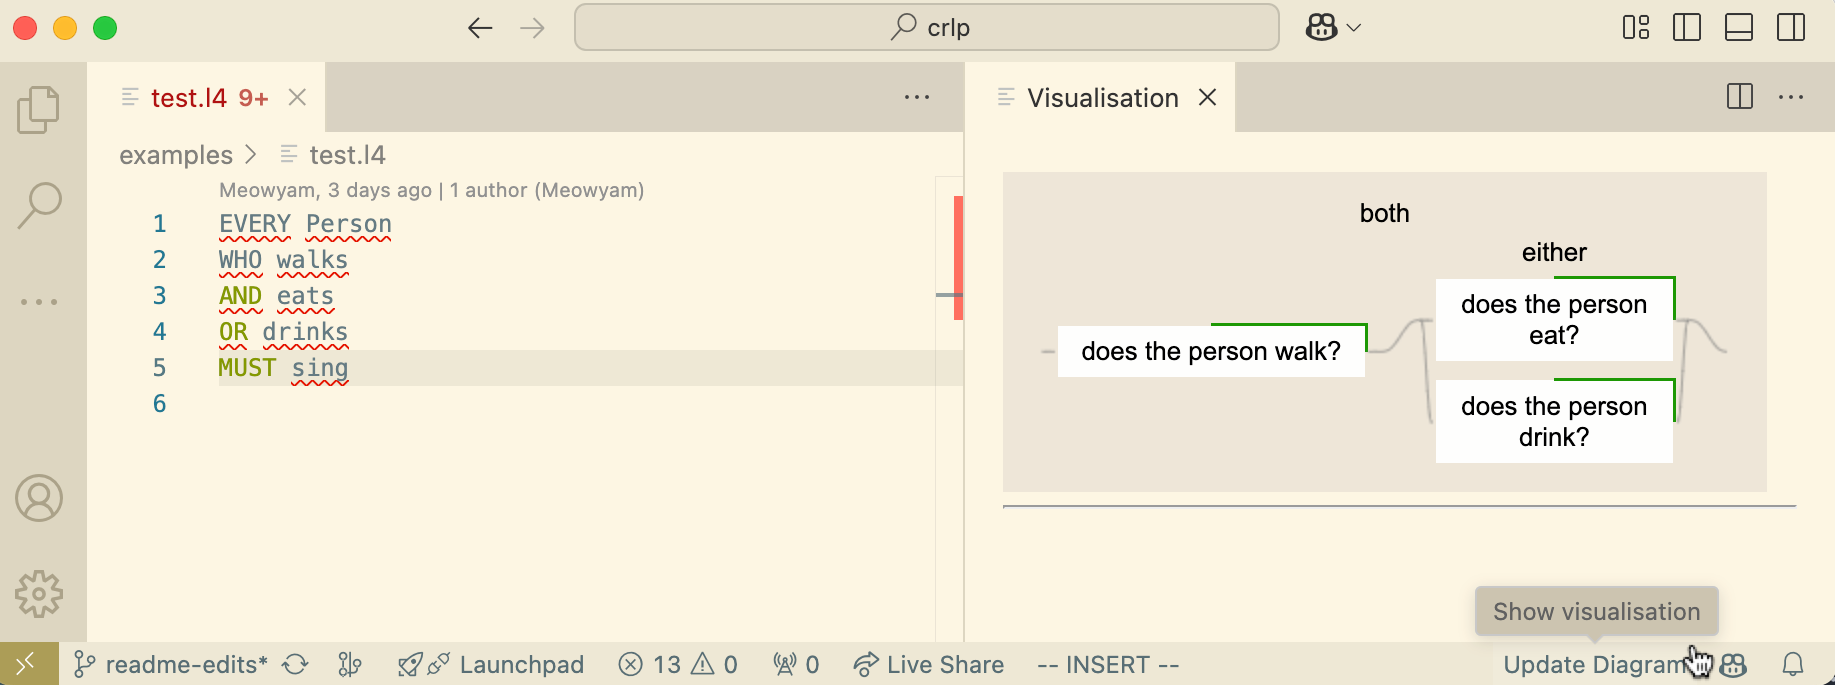 crlp
test.l4 9+
Visualisation
examples > test.l4
Meowyam, 3 days ago | 1 author (Meowyam)
1 EVERY Person
2 WHO walks
3 AND eats
4 OR drinks
5 MUST sing
6
both
either
does the person walk?
does the person
eat?
does the person
drink?
Show visualisation
readme-edits*
Launchpad
13
0
0
Live Share
-- INSERT --
Update Diagram